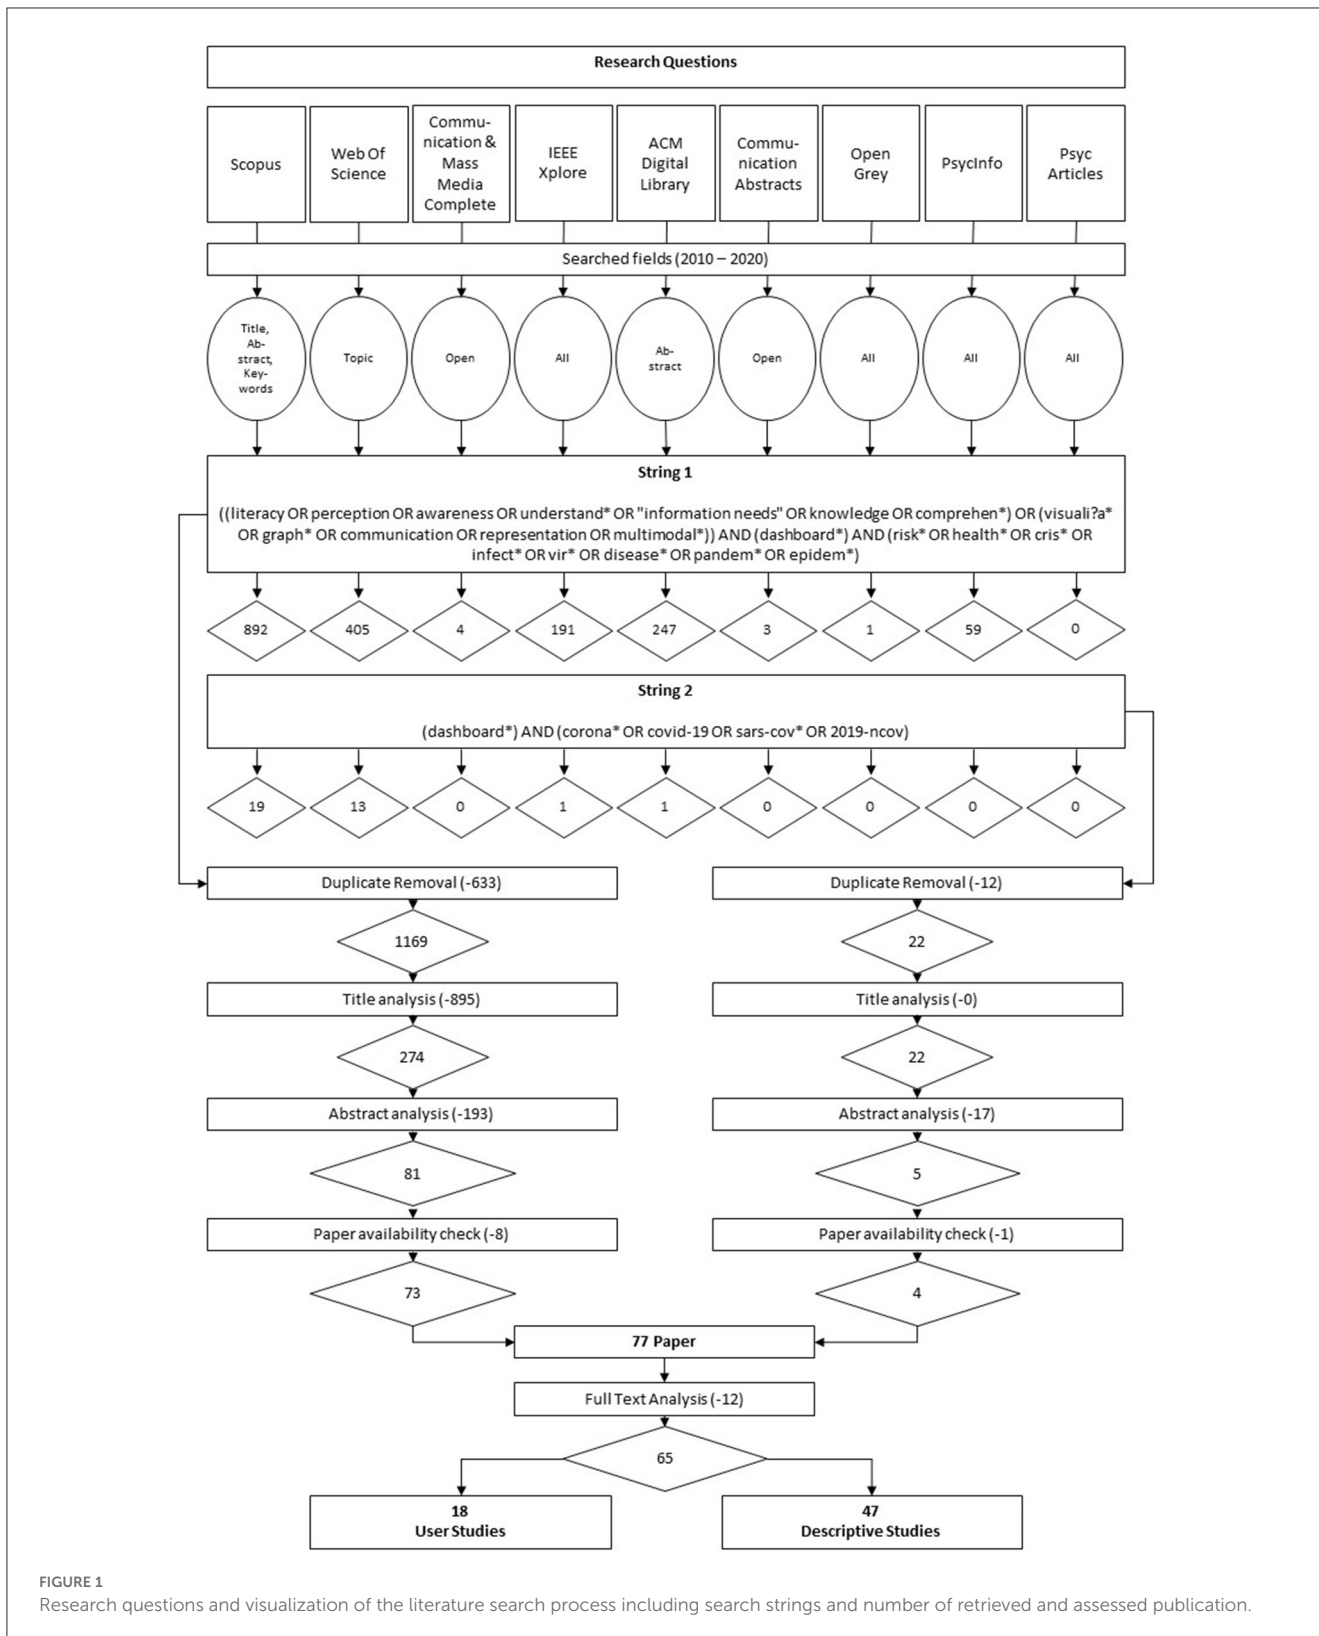 Research Questions
Scopus
Web Of
Science
Commu-
nication &
Mass
Media
Complete
IEEE
Xplore
ACM
Digital
Library
Commu-
nication
Abstracts
Open
Grey
PsycInfo
Psyc
Articles
Searched fields (2010 – 2020)
Title,
Ab-
stract,
Key-
words
Topic
Open
All
Ab-
stract
Open
All
All
All
String 1
((literacy OR perception OR awareness OR understand* OR "information needs" OR knowledge OR comprehen*) OR (visuali?a*
OR graph* OR communication OR representation OR multimodal*)) AND (dashboard*) AND (risk* OR health* OR cris* OR
infect* OR vir* OR disease* OR pandem* OR epidem*)
892
405
4
191
247
3
1
59
0
String 2
(dashboard*) AND (corona* OR covid-19 OR sars-cov* OR 2019-ncov)
19
13
0
1
1
0
0
0
0
Duplicate Removal (-633)
Duplicate Removal (-12)
1169
22
Title analysis (-895)
Title analysis (-0)
274
22
Abstract analysis (-193)
Abstract analysis (-17)
81
5
Paper availability check (-8)
Paper availability check (-1)
73
4
77 Paper
Full Text Analysis (-12)
65
18
User Studies
47
Descriptive Studies
FIGURE 1
Research questions and visualization of the literature search process including search strings and number of retrieved and assessed publication.